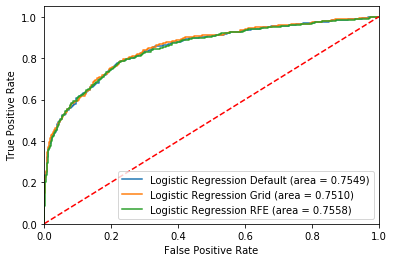 1.0
0.8
0.6
0.4
0.2
0.0
True Positive Rate
Logistic Regression Default (area = 0.7549)
Logistic Regression Grid (area = 0.7510)
Logistic Regression RFE (area = 0.7558)
0.0 0.2 0.4 0.6 0.8 1.0
False Positive Rate